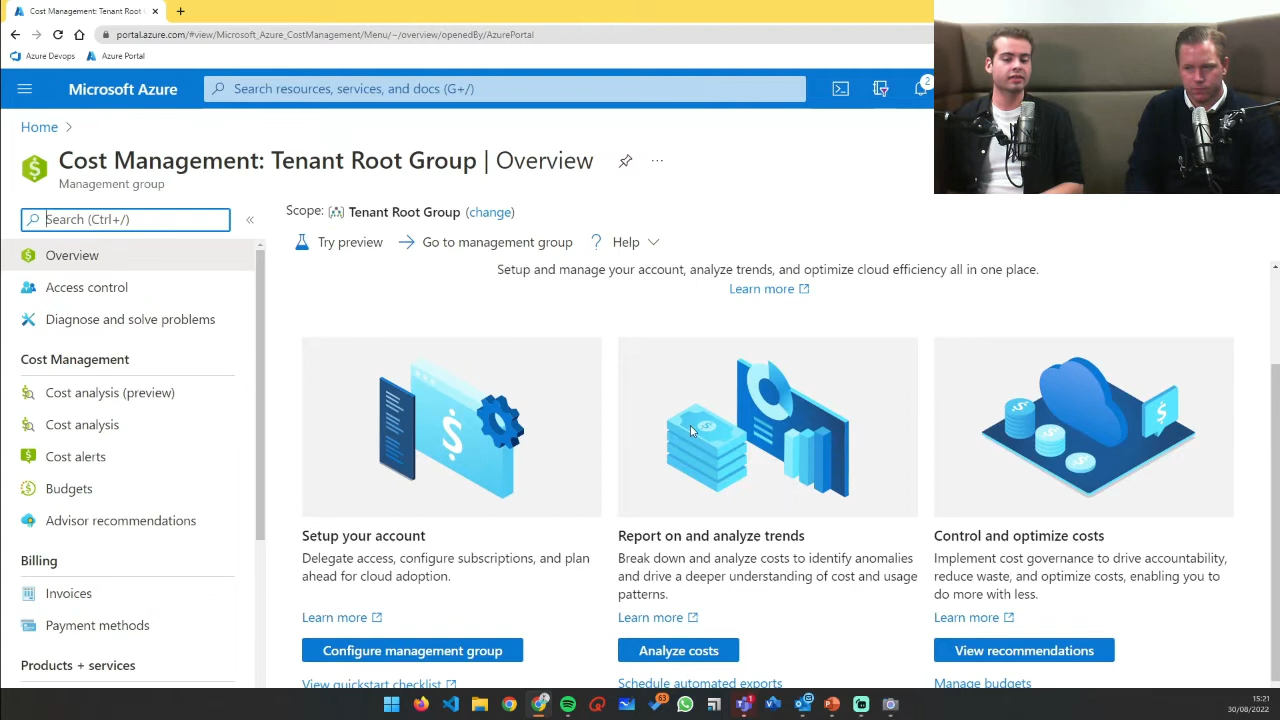 Cost Management: Tenant Root
portal.azure.com/#view/Microsoft_Azure_CostManagement/Menu/~/overview/openedBy/AzurePortal
Azure Devops
Azure Portal
Microsoft Azure
Search resources, services, and docs (G+/)
2
Home >
Cost Management: Tenant Root Group | Overview
Management group
Search (Ctrl+/)
Scope: Tenant Root Group (change)
Try preview
Go to management group
? Help
Overview
Access control
Diagnose and solve problems
Cost Management
Cost analysis (preview)
Cost analysis
Cost alerts
Budgets
Advisor recommendations
Billing
Invoices
Payment methods
Products + services
Setup and manage your account, analyze trends, and optimize cloud efficiency all in one place.
Learn more
Setup your account
Delegate access, configure subscriptions, and plan
ahead for cloud adoption.
Learn more
Configure management group
View quickstart checklist
Report on and analyze trends
Break down and analyze costs to identify anomalies
and drive a deeper understanding of cost and usage
patterns.
Learn more
Analyze costs
Schedule automated exports
Control and optimize costs
Implement cost governance to drive accountability,
reduce waste, and optimize costs, enabling you to
do more with less.
Learn more
View recommendations
Manage budgets
63
15:21
30/08/2022